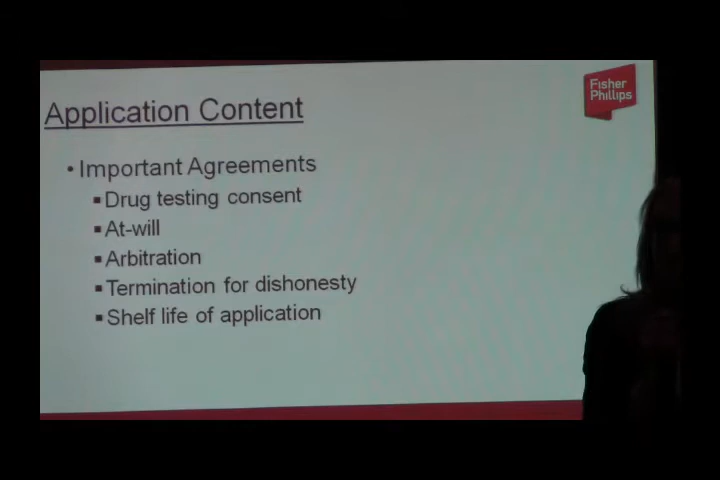 Fisher
Phillips
Application Content
• Important Agreements
▪ Drug testing consent
▪ At-will
▪ Arbitration
▪ Termination for dishonesty
▪ Shelf life of application